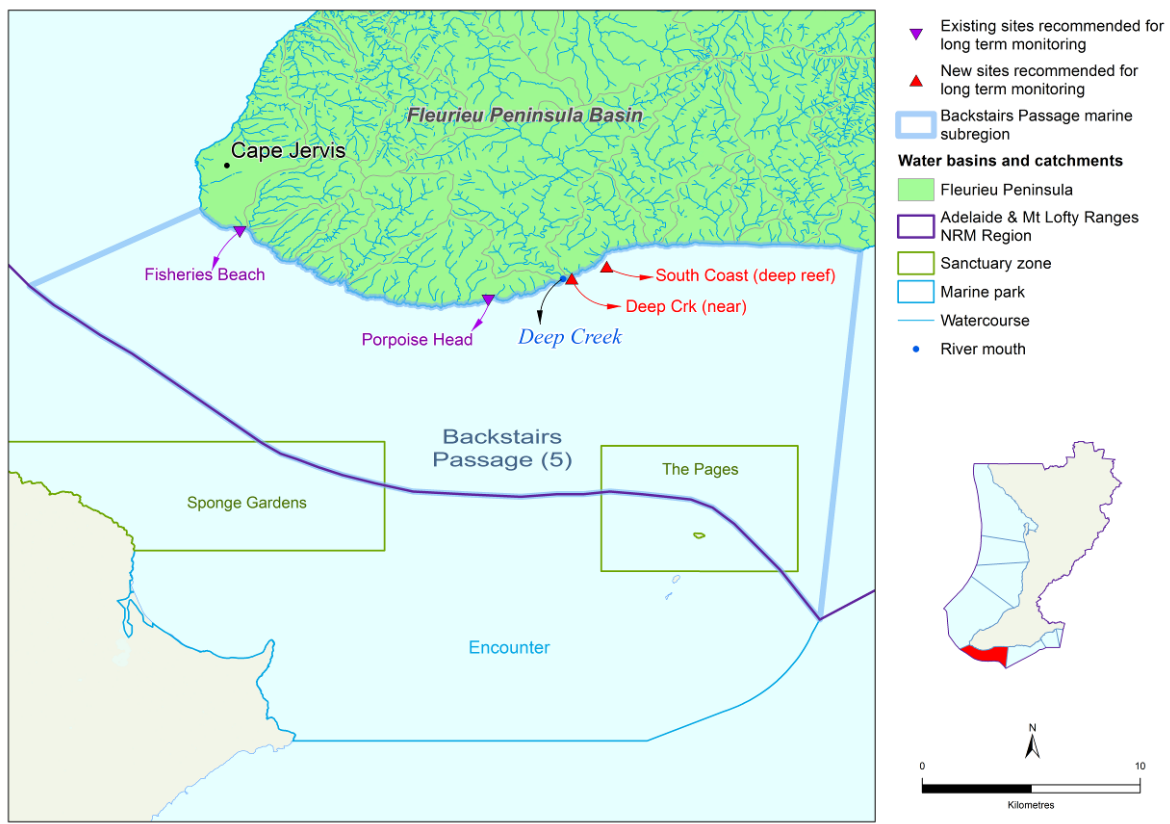 Fleurieu Peninsula Basin
Cape Jervis
Fisheries Beach
South Coast (deep reef)
Deep Crk (near)
Porpoise Head
Deep Creek
Backstairs
Passage (5)
The Pages
Sponge Gardens
Encounter
Existing sites recommended for
long term monitoring
New sites recommended for
long term monitoring
Backstairs Passage marine
subregion
Water basins and catchments
Fleurieu Peninsula
Adelaide & Mt Lofty Ranges
NRM Region
Sanctuary zone
Marine park
Watercourse
River mouth
N
0 10
Kilometres